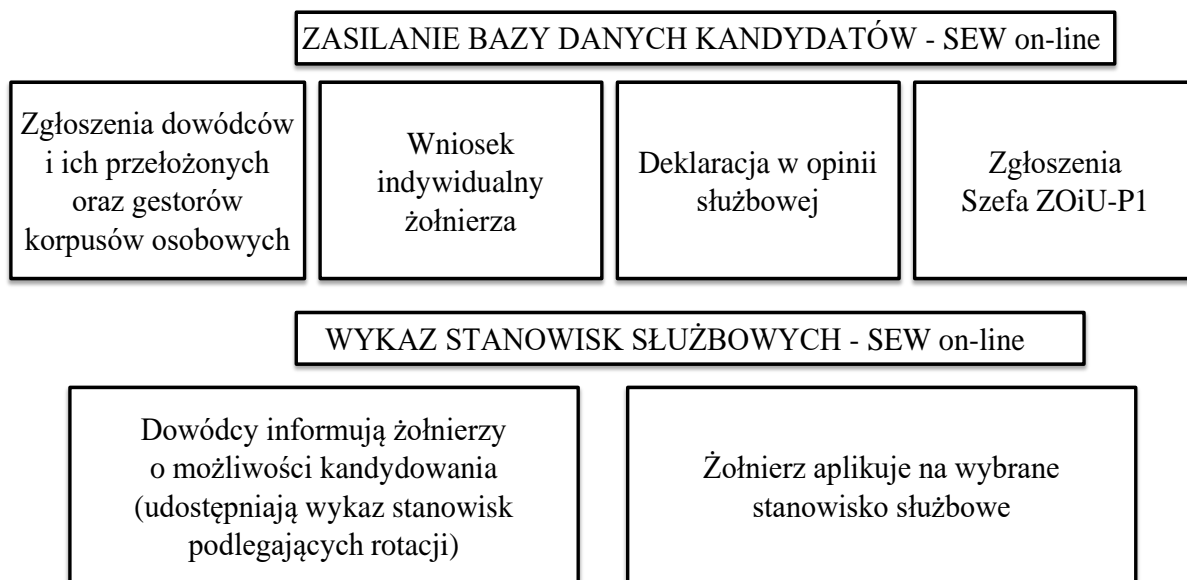 ZASILANIE BAZY DANYCH KANDYDATÓW - SEW on-line
Zgłoszenia dowódców
i ich przełożonych
oraz gestorów
korpusów osobowych
Wniosek
indywidualny
żołnierza
Deklaracja w opinii
służbowej
Zgłoszenia
Szefa ZOiU-P1
WYKAZ STANOWISK SŁUŻBOWYCH - SEW on-line
Dowódcy informują żołnierzy
o możliwości kandydowania
(udostępniają wykaz stanowisk
podlegających rotacji)
Żołnierz aplikuje na wybrane
stanowisko służbowe